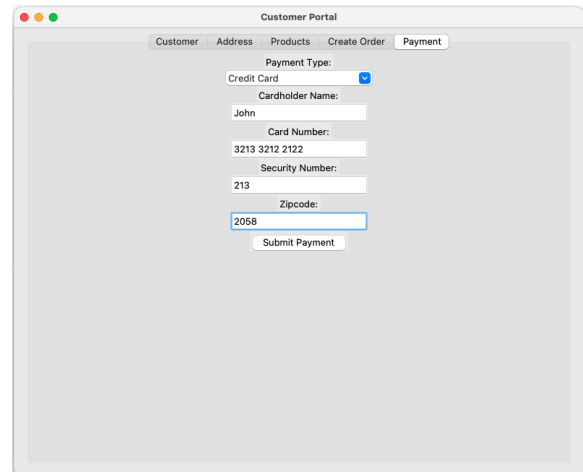 Customer Portal
Customer Address Products Create Order Payment
Payment Type:
Credit Card
Cardholder Name:
John
Card Number:
3213 3212 2122
Security Number:
213
Zipcode:
2058
Submit Payment